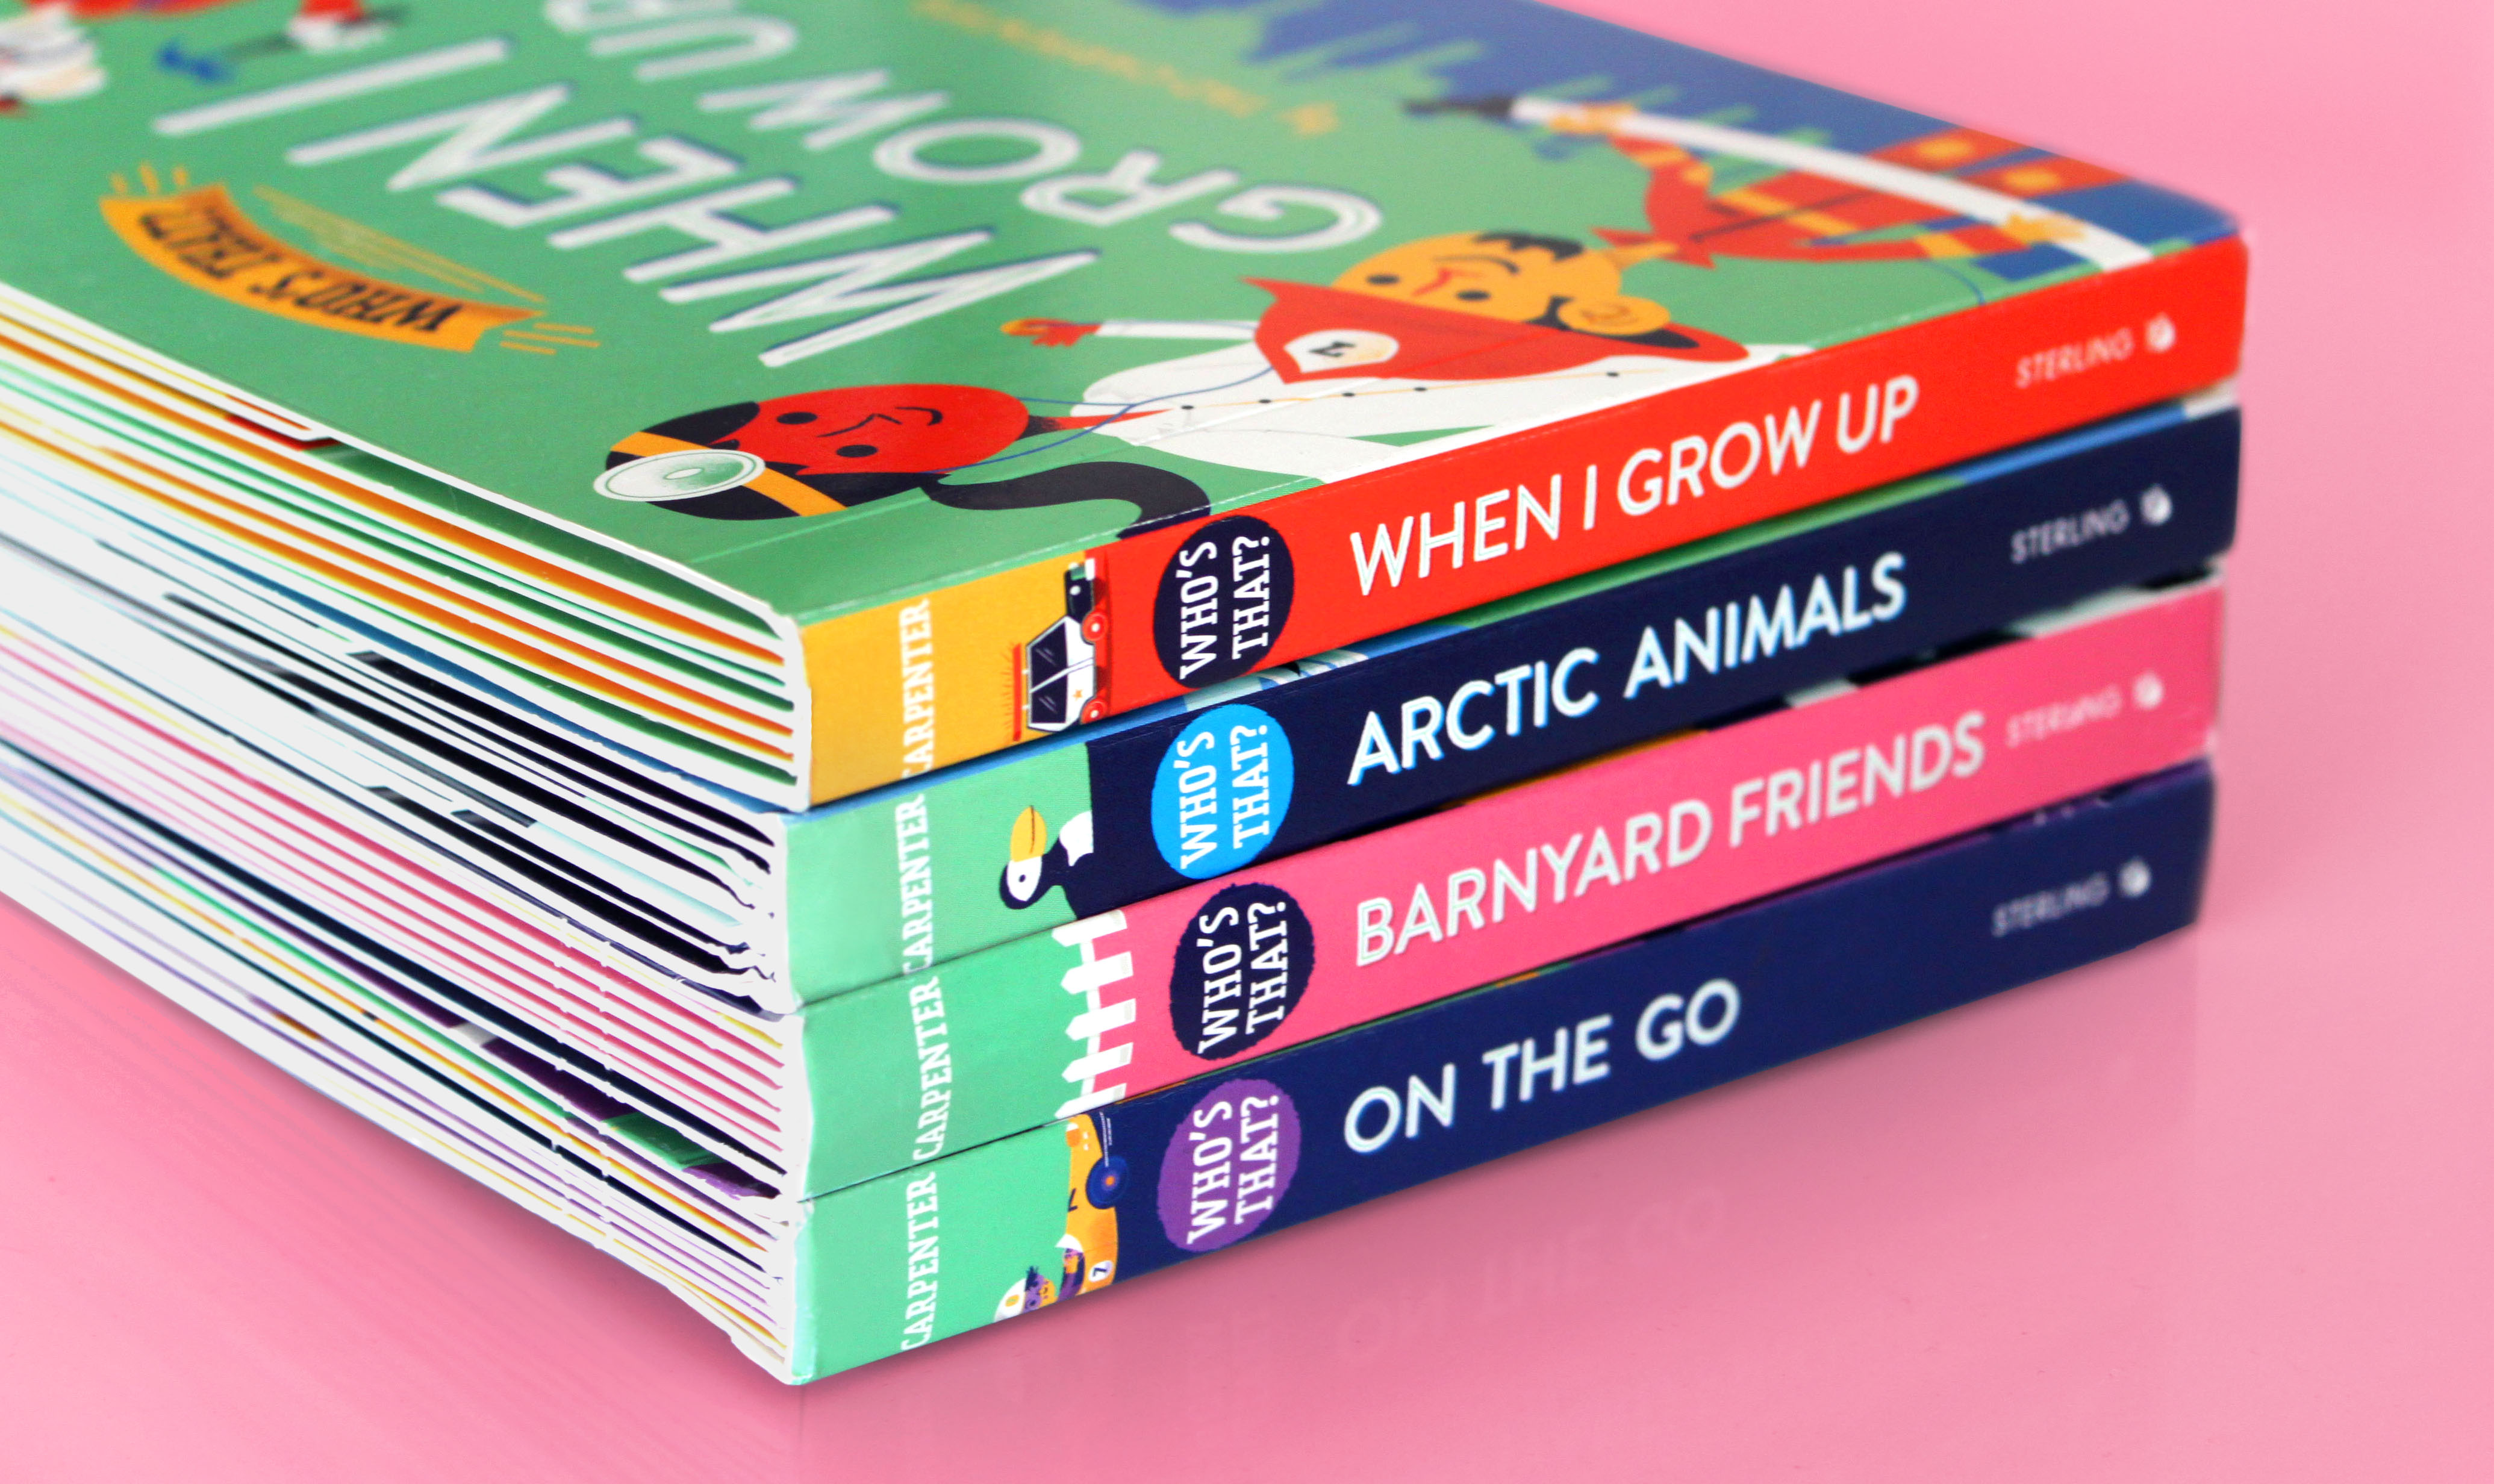 WHO'S THAT?
WHEN I
GROW UP
CARPENTER
WHO'S
THAT?
WHEN I GROW UP
STERLING
CARPENTER
WHO'S
THAT?
ARCTIC ANIMALS
STERLING
CARPENTER
WHO'S
THAT?
BARNYARD FRIENDS
STERLING
CARPENTER
WHO'S
THAT?
ON THE GO
STERLING